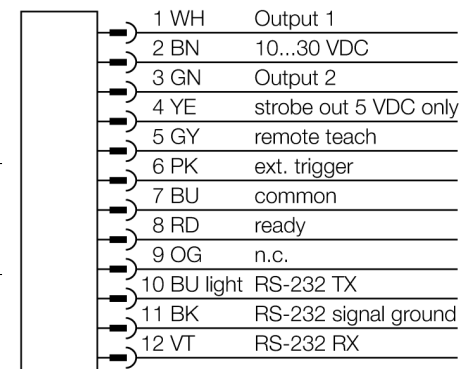 1 WH Output 1
2 BN 10...30 VDC
3 GN Output 2
4 YE strobe out 5 VDC only
5 GY remote teach
6 PK ext. trigger
7 BU common
8 RD ready
9 OG n.c.
10 BU light RS-232 TX
11 BK RS-232 signal ground
12 VT RS-232 RX